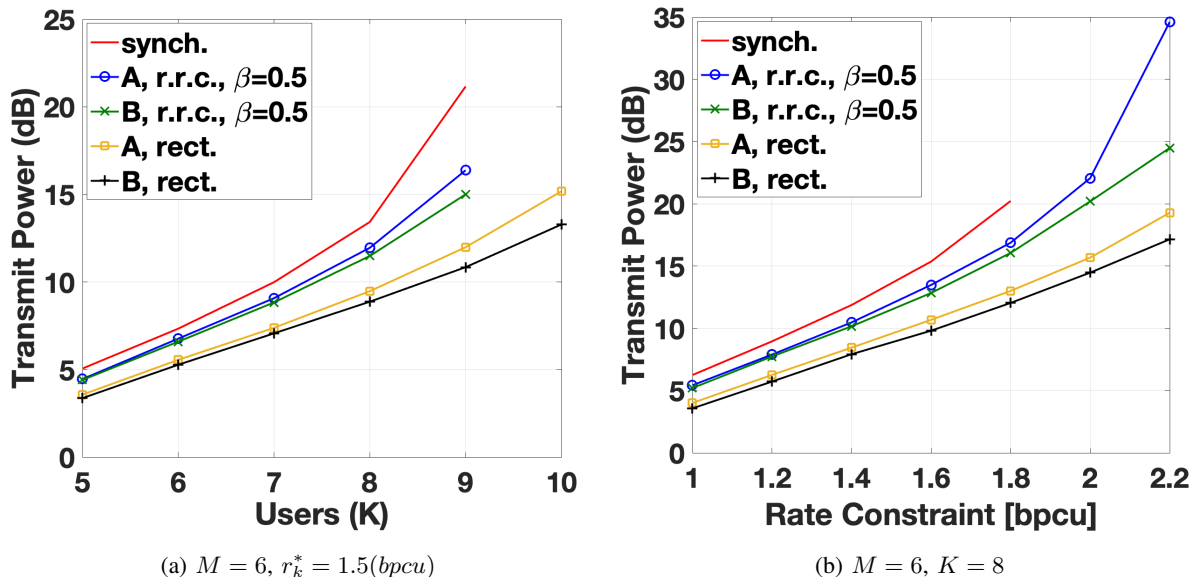 25
20
15
10
5
0
Transmit Power (dB)
synch.
A, r.r.c., β=0.5
B, r.r.c., β=0.5
A, rect.
B, rect.
5 6 7 8 9 10
Users (K)
(a) M = 6, r*ₖ = 1.5(bpcu)
35
30
25
20
15
10
5
0
Transmit Power (dB)
synch.
A, r.r.c., β=0.5
B, r.r.c., β=0.5
A, rect.
B, rect.
1 1.2 1.4 1.6 1.8 2 2.2
Rate Constraint [bpcu]
(b) M = 6, K = 8